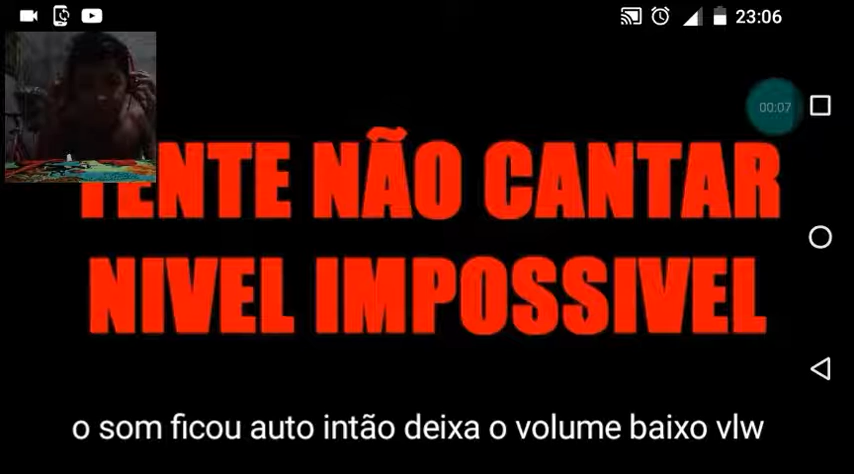 23:06
00:07
TENTE NÃO CANTAR
NIVEL IMPOSSIVEL
o som ficou auto intão deixa o volume baixo vlw